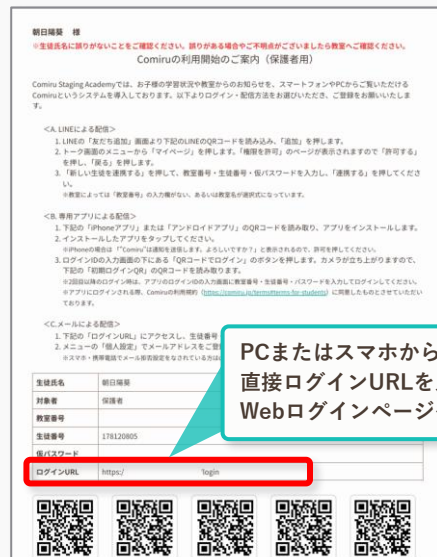 朝日陽葵　様
※生徒氏名に誤りがないことをご確認ください。誤りがある場合やご不明点がございましたら教室へご確認ください。
Comiruの利用開始のご案内（保護者用）
Comiru Staging Academyでは、お子様の学習状況や教室からのお知らせを、スマートフォンやPCからご覧いただける
Comiruというシステムを導入しております。以下よりログイン・配信方法をお選びいただき、ご登録をお願いいたしま
す。
＜A. LINEによる配信＞
1. LINEの「友だち追加」画面より下記のLINEのQRコードを読み込み、「追加」を押します。
2. トーク画面のメニューから「マイページ」を押します。「権限を許可」のページが表示されますので「許可する」
を押し、「戻る」を押します。
3. 「新しい生徒を連携する」を押して、教室番号・生徒番号・仮パスワードを入力し、「連携する」を押してくださ
い。
※教室によっては「教室番号」の入力欄がない、あるいは教室名が選択式になっています。
＜B. 専用アプリによる配信＞
1. 下記の「iPhoneアプリ」または「アンドロイドアプリ」のQRコードを読み取り、アプリをインストールします。
2. インストールしたアプリをタップしてください。
※iPhoneの場合は「"Comiru"は通知を送信します。よろしいですか？」と表示されるので、許可を押してください。
3. ログインIDの入力画面の下にある「QRコードでログイン」のボタンを押します。カメラが立ち上がりますので、
下記の「初期ログインQR」のQRコードを読み取ります。
※2回目以降のログイン時は、アプリのログインIDの入力画面に教室番号・生徒番号・パスワードを入力してログインしてください。
※アプリにログインされる際、Comiruの利用規約（https://comiru.jp/terms#terms-for-students）に同意したものとさせていただい
ております。
＜C.メールによる配信＞
1. 下記の「ログインURL」にアクセスし、生徒番号
2. メニューの「個人設定」でメールアドレスをご登
※スマホ・携帯電話でメール拒否設定をなされている方は
PCまたはスマホから
直接ログインURLを
Webログインページ
生徒氏名 朝日陽葵
対象者 保護者
教室番号
生徒番号 178120805
仮パスワード
ログインURL https:/ login